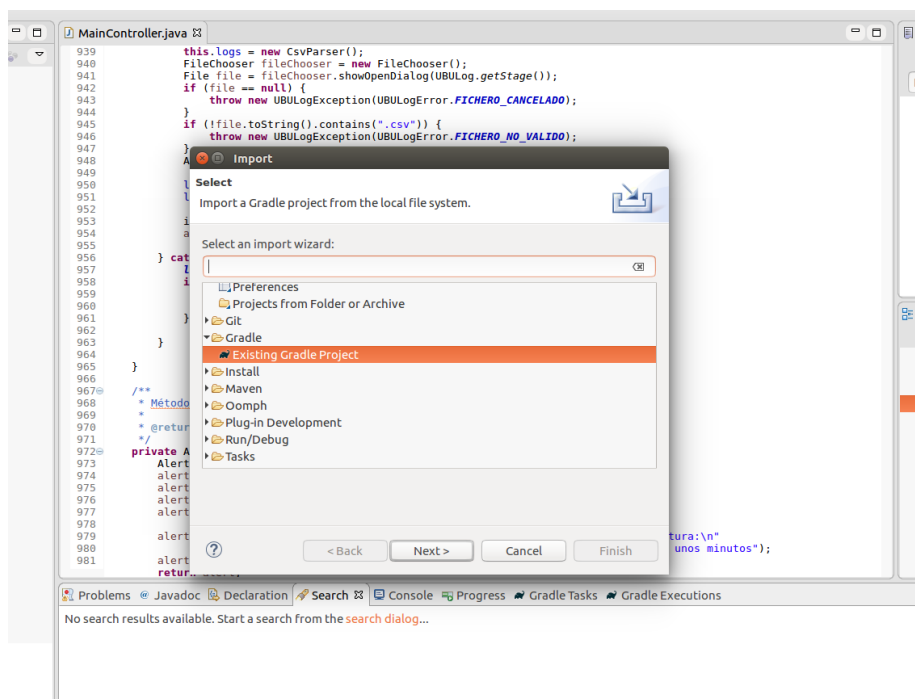 MainController.java
939 this.logs = new CsvParser();
940 FileChooser fileChooser = new FileChooser();
941 File file = fileChooser.showOpenDialog(UBULog.getStage());
942 if (file == null) {
943 throw new UBULogException(UBULogError.FICHERO_CANCELADO);
944 }
945 if (!file.toString().contains(".csv")) {
946 throw new UBULogException(UBULogError.FICHERO_NO_VALIDO);
947 }
948 A
949
950 l
951 l
952
953 i
954 a
955
956 } cat
957 l
958 i
959
960
961 }
962
963 }
964
965 }
966
967 /**
968 * Método
969 *
970 * @retur
971 */
972 private A
973 Alert
974 alert
975 alert
976 alert
977 alert
978
979 alert tura:\n"
980 unos minutos");
981 alert
return alert;
Import
Select
Import a Gradle project from the local file system.
Select an import wizard:
Preferences
Projects from Folder or Archive
Git
Gradle
Existing Gradle Project
Install
Maven
Oomph
Plug-in Development
Run/Debug
Tasks
? < Back Next > Cancel Finish
Problems @ Javadoc Declaration Search Console Progress Gradle Tasks Gradle Executions
No search results available. Start a search from the search dialog...